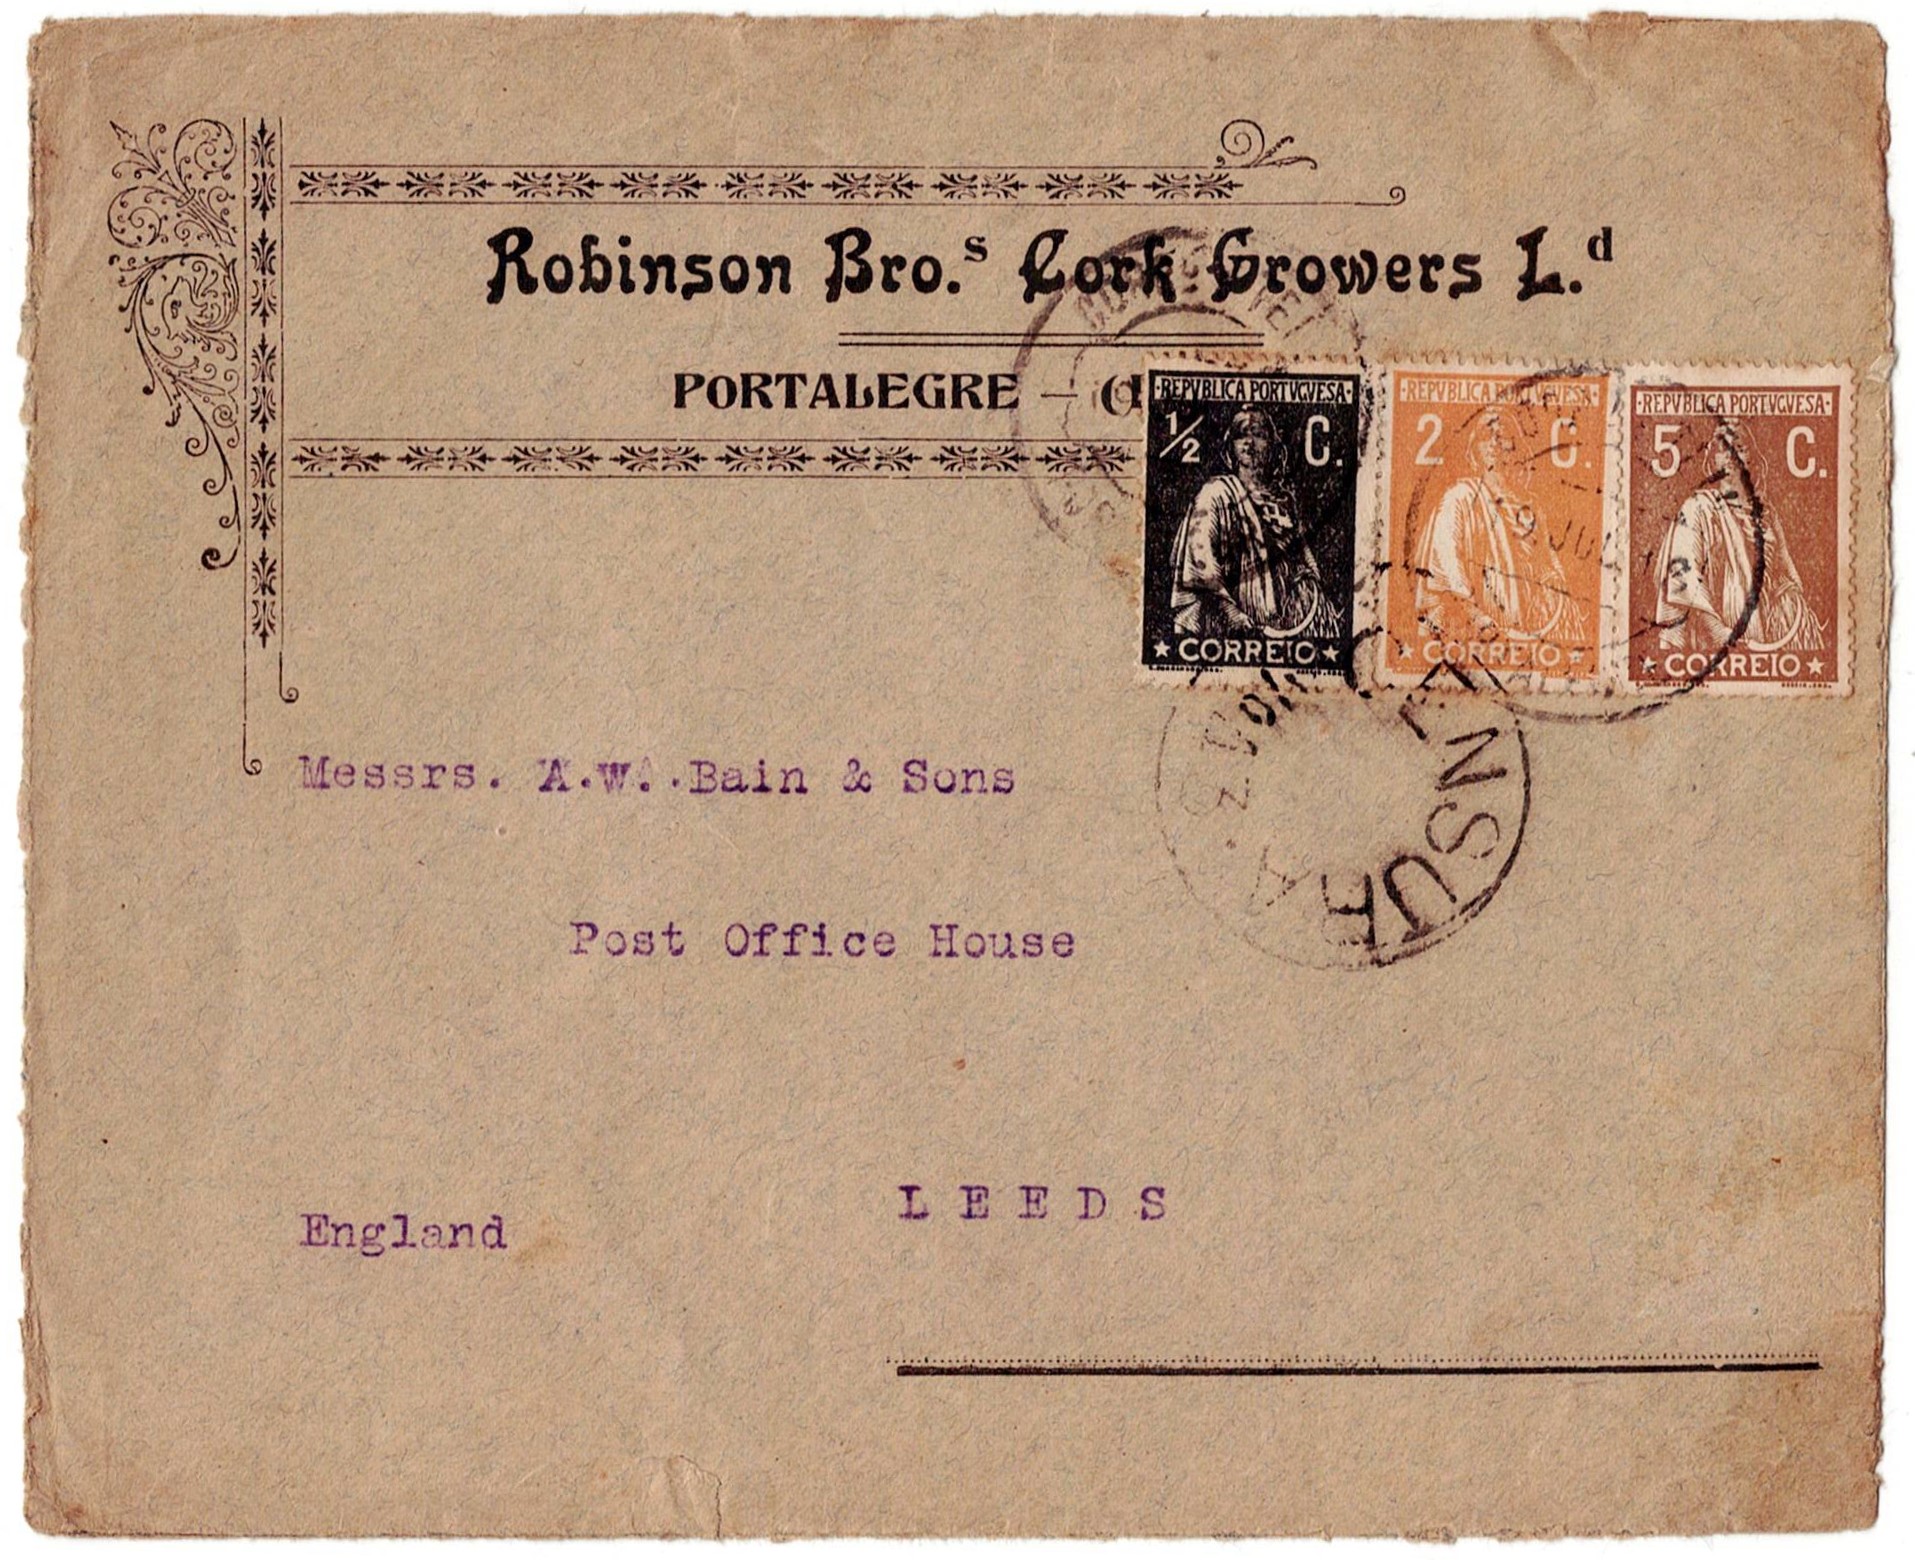 Robinson Bro.s Cork Growers L.d
PORTALEGRE —
·REPVBLICA PORTVGVESA·
½ C.
CORREIO
·REPVBLICA PORTVGVESA·
2 C.
CORREIO
·REPVBLICA PORTVGVESA·
5 C.
CORREIO
Messrs. A.W. Bain & Sons
Post Office House
LEEDS
England